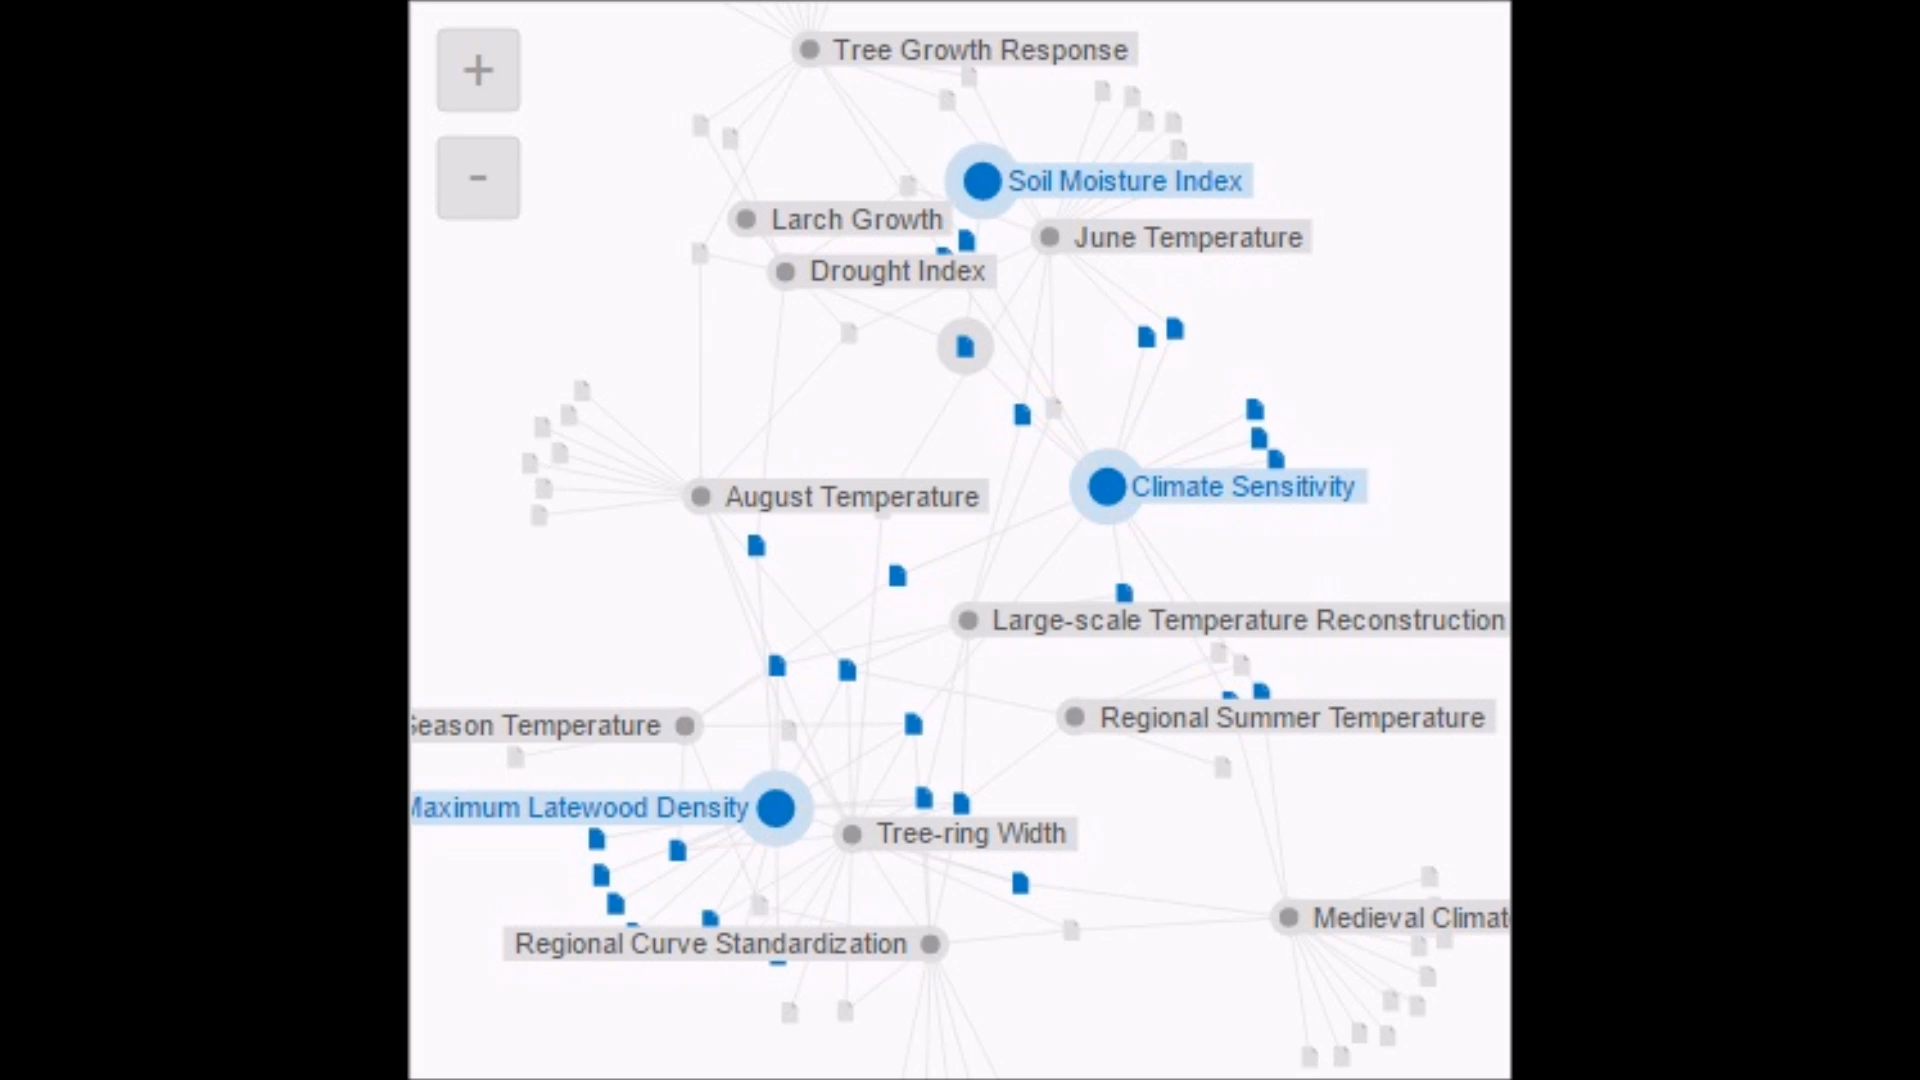 +
Tree Growth Response
-
Soil Moisture Index
Larch Growth
June Temperature
Drought Index
Climate Sensitivity
August Temperature
Large-scale Temperature Reconstruction
Season Temperature
Regional Summer Temperature
Maximum Latewood Density
Tree-ring Width
Medieval Climat
Regional Curve Standardization